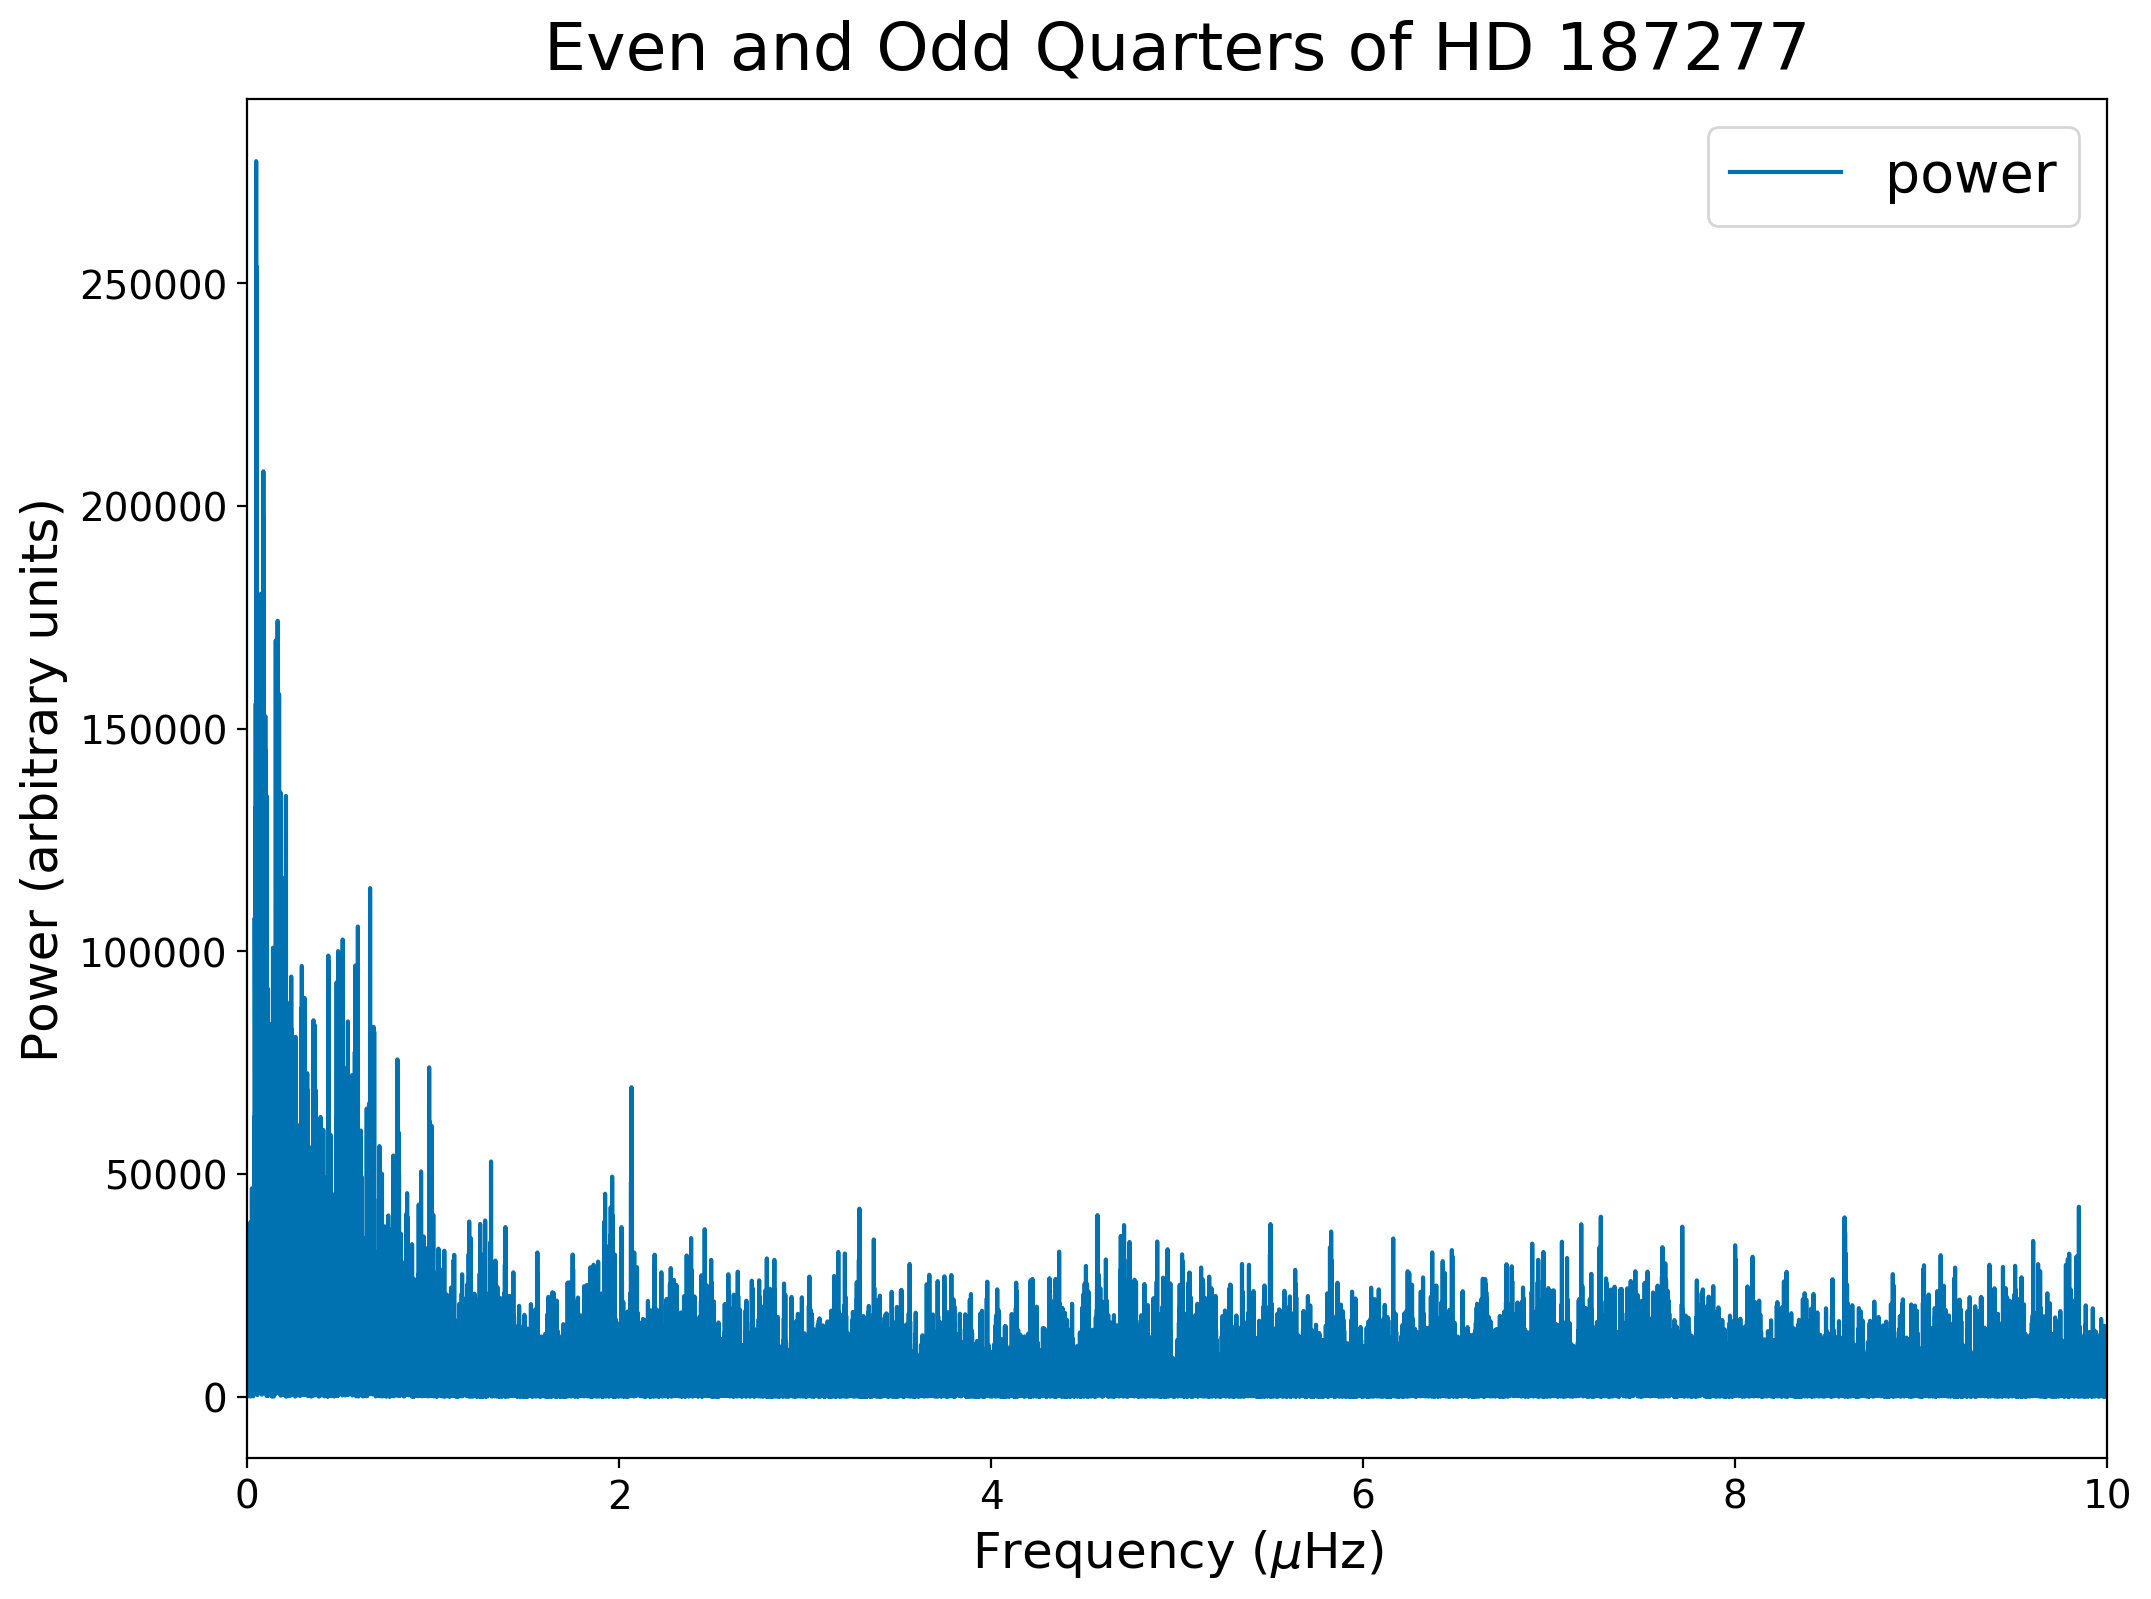 Even and Odd Quarters of HD 187277
power
Power (arbitrary units)
250000
200000
150000
100000
50000
0
0 2 4 6 8 10
Frequency (μHz)